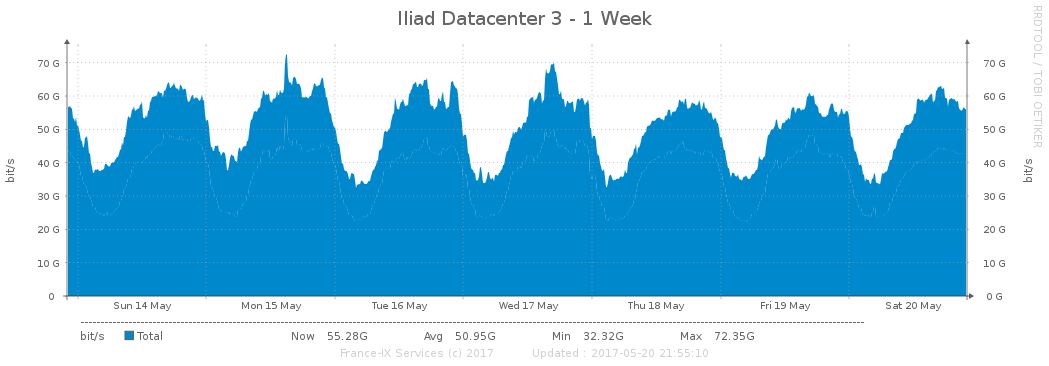 Iliad Datacenter 3 - 1 Week
RRDTOOL / TOBI OETIKER
70 G 70 G
60 G 60 G
50 G 50 G
40 G 40 G
30 G 30 G
20 G 20 G
10 G 10 G
0 0 G
bit/s bit/s
Sun 14 May Mon 15 May Tue 16 May Wed 17 May Thu 18 May Fri 19 May Sat 20 May
bit/s Total Now 55.28G Avg 50.95G Min 32.32G Max 72.35G
France-IX Services (c) 2017 Updated : 2017-05-20 21:55:10